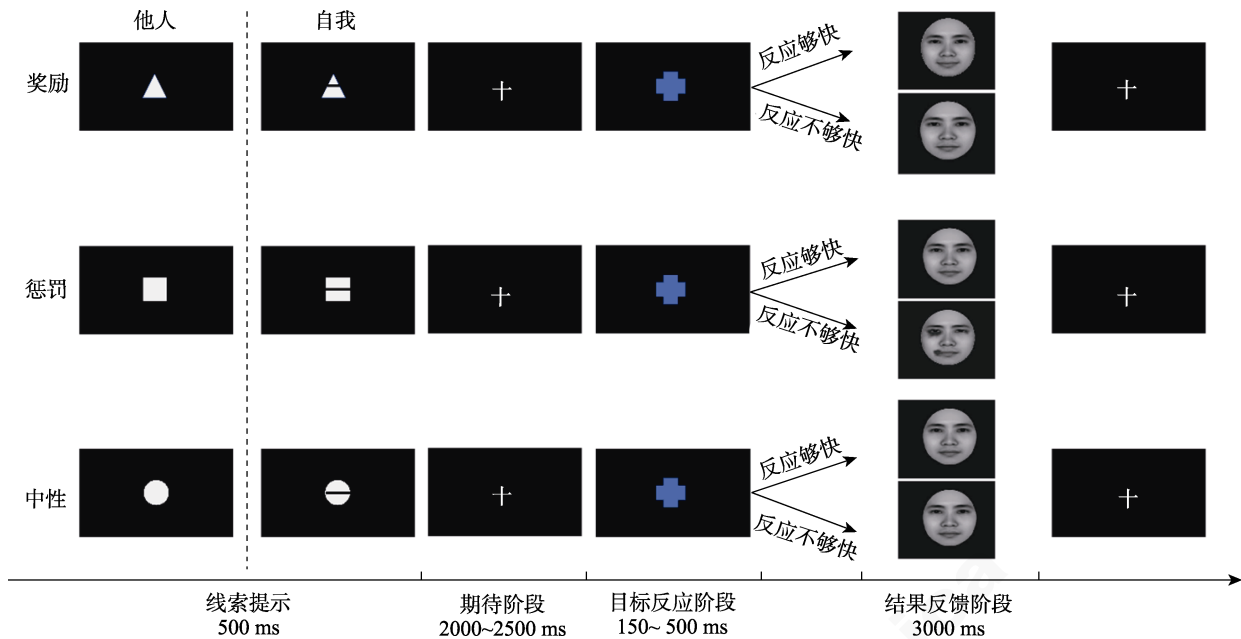 他人
自我
奖励
反应够快
反应不够快
惩罚
反应够快
反应不够快
中性
反应够快
反应不够快
线索提示
500 ms
期待阶段
2000~2500 ms
目标反应阶段
150~ 500 ms
结果反馈阶段
3000 ms